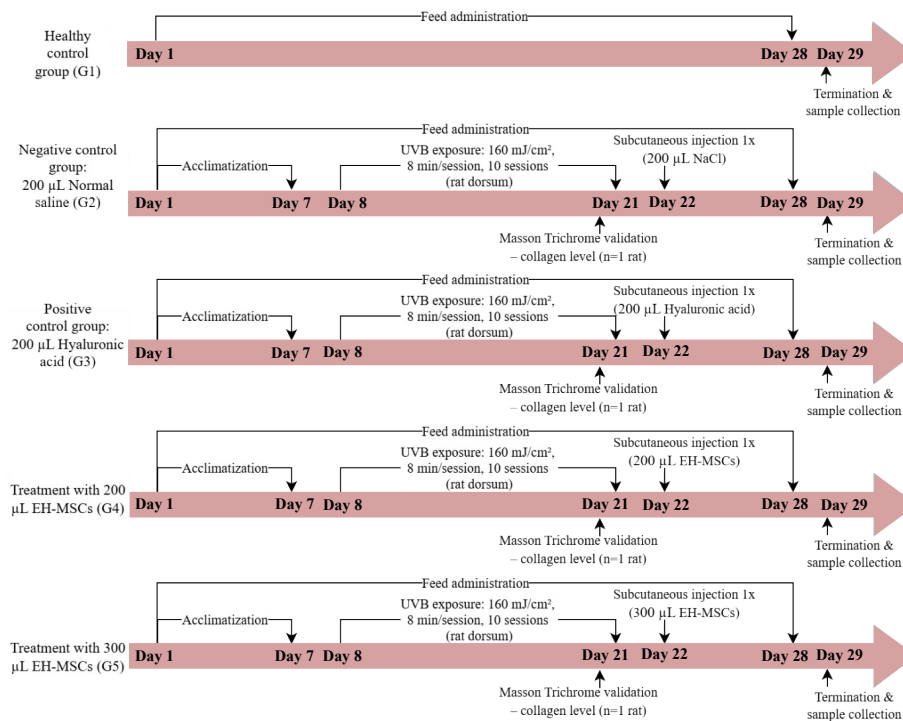 Feed administration
Healthy
control
group (G1)
Day 1
Day 28
Day 29
Termination &
sample collection
Negative control
group:
200 µL Normal
saline (G2)
Feed administration
Acclimatization
UVB exposure: 160 mJ/cm²,
8 min/session, 10 sessions
(rat dorsum)
Subcutaneous injection 1x
(200 µL NaCl)
Day 1
Day 7
Day 8
Day 21
Day 22
Day 28
Day 29
Masson Trichrome validation
– collagen level (n=1 rat)
Termination &
sample collection
Positive
control group:
200 µL Hyaluronic
acid (G3)
Feed administration
Acclimatization
UVB exposure: 160 mJ/cm²,
8 min/session, 10 sessions
(rat dorsum)
Subcutaneous injection 1x
(200 µL Hyaluronic acid)
Day 1
Day 7
Day 8
Day 21
Day 22
Day 28
Day 29
Masson Trichrome validation
– collagen level (n=1 rat)
Termination &
sample collection
Treatment with 200
µL EH-MSCs (G4)
Feed administration
Acclimatization
UVB exposure: 160 mJ/cm²,
8 min/session, 10 sessions
(rat dorsum)
Subcutaneous injection 1x
(200 µL EH-MSCs)
Day 1
Day 7
Day 8
Day 21
Day 22
Day 28
Day 29
Masson Trichrome validation
– collagen level (n=1 rat)
Termination &
sample collection
Treatment with 300
µL EH-MSCs (G5)
Feed administration
Acclimatization
UVB exposure: 160 mJ/cm²,
8 min/session, 10 sessions
(rat dorsum)
Subcutaneous injection 1x
(300 µL EH-MSCs)
Day 1
Day 7
Day 8
Day 21
Day 22
Day 28
Day 29
Masson Trichrome validation
– collagen level (n=1 rat)
Termination &
sample collection